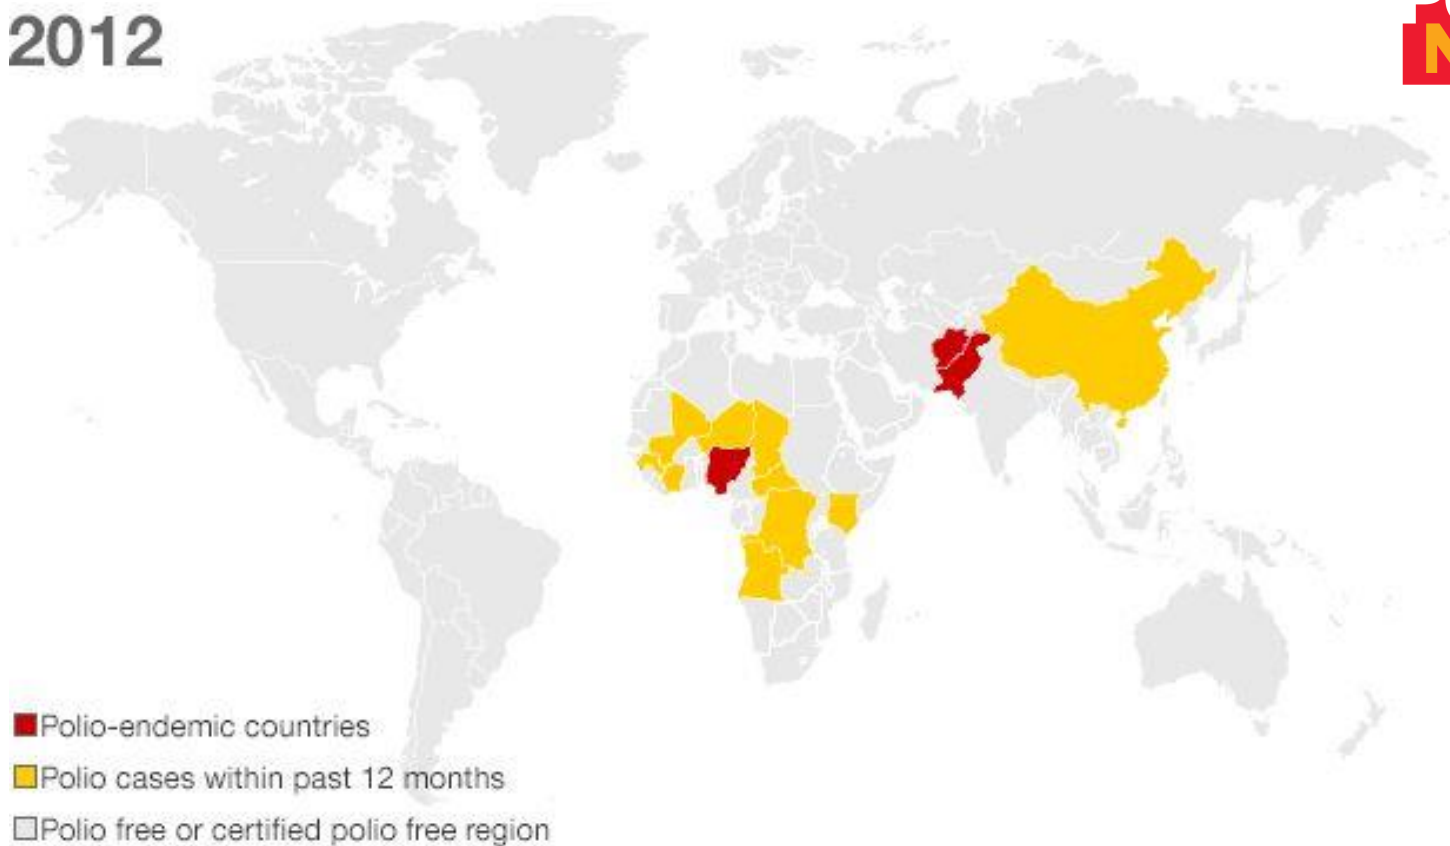 2012
Polio-endemic countries
Polio cases within past 12 months
Polio free or certified polio free region